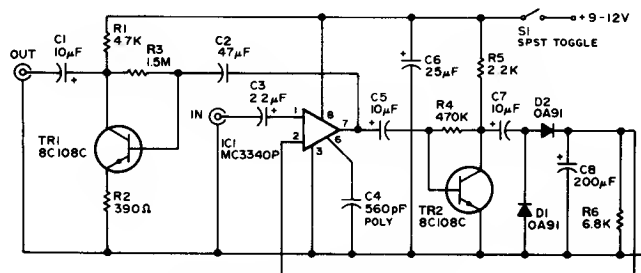 OUT
C1
10µF
+
R1
4.7K
R3
1.5M
C2
47µF
TR1
8C108C
R2
390Ω
IN
C3
2.2µF
+
1
2
8
7
6
3
IC1
MC3340P
C4
560pF
POLY
C5
10µF
+
C6
25µF
+
R4
470K
R5
2.2K
TR2
8C108C
C7
10µF
+
D2
0A91
D1
0A91
C8
200µF
+
R6
6.8K
S1
SPST TOGGLE
+9-12V